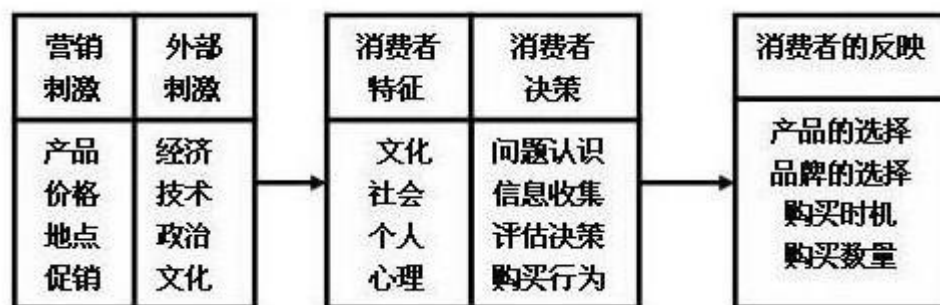 营销
刺激
外部
刺激
产品
价格
地点
促销
经济
技术
政治
文化
消费者
特征
消费者
决策
文化
社会
个人
心理
问题认识
信息收集
评估决策
购买行为
消费者的反映
产品的选择
品牌的选择
购买时机
购买数量